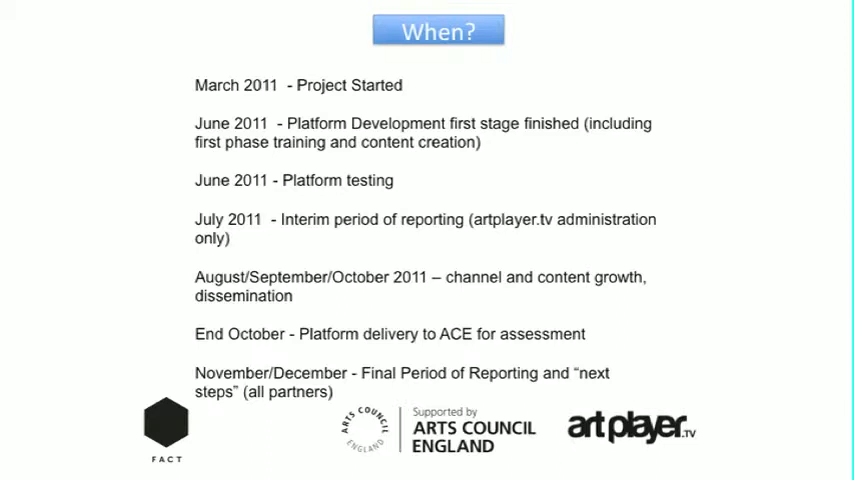 When?
March 2011 - Project Started
June 2011 - Platform Development first stage finished (including
first phase training and content creation)
June 2011 - Platform testing
July 2011 - Interim period of reporting (artplayer.tv administration
only)
August/September/October 2011 – channel and content growth,
dissemination
End October - Platform delivery to ACE for assessment
November/December - Final Period of Reporting and “next
steps” (all partners)
FACT
ARTS COUNCIL
ENGLAND
Supported by
ARTS COUNCIL
ENGLAND
artplayer.TV